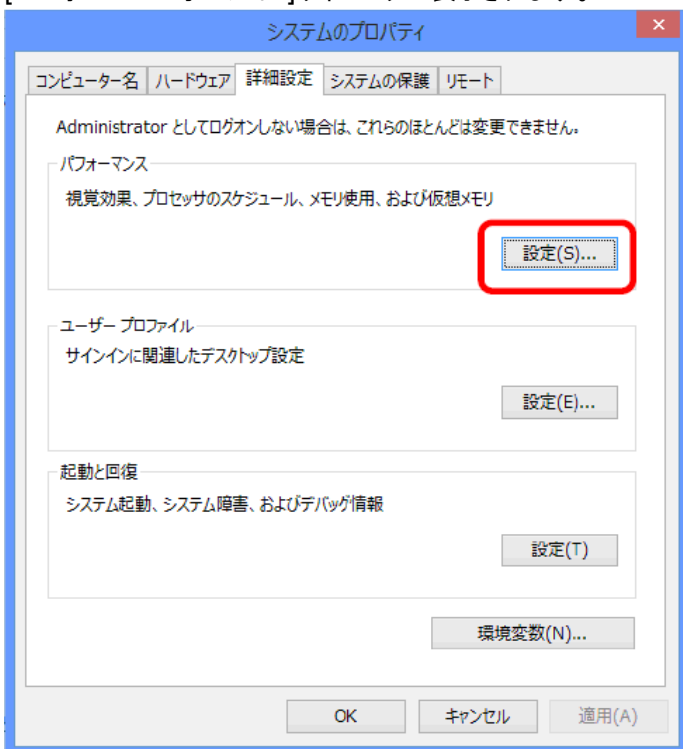 システムのプロパティ
コンピューター名 ハードウェア 詳細設定 システムの保護 リモート
Administrator としてログオンしない場合は、これらのほとんどは変更できません。
パフォーマンス
視覚効果、プロセッサのスケジュール、メモリ使用、および仮想メモリ
設定(S)...
ユーザー プロファイル
サインインに関連したデスクトップ設定
設定(E)...
起動と回復
システム起動、システム障害、およびデバッグ情報
設定(T)
環境変数(N)...
OK キャンセル 適用(A)